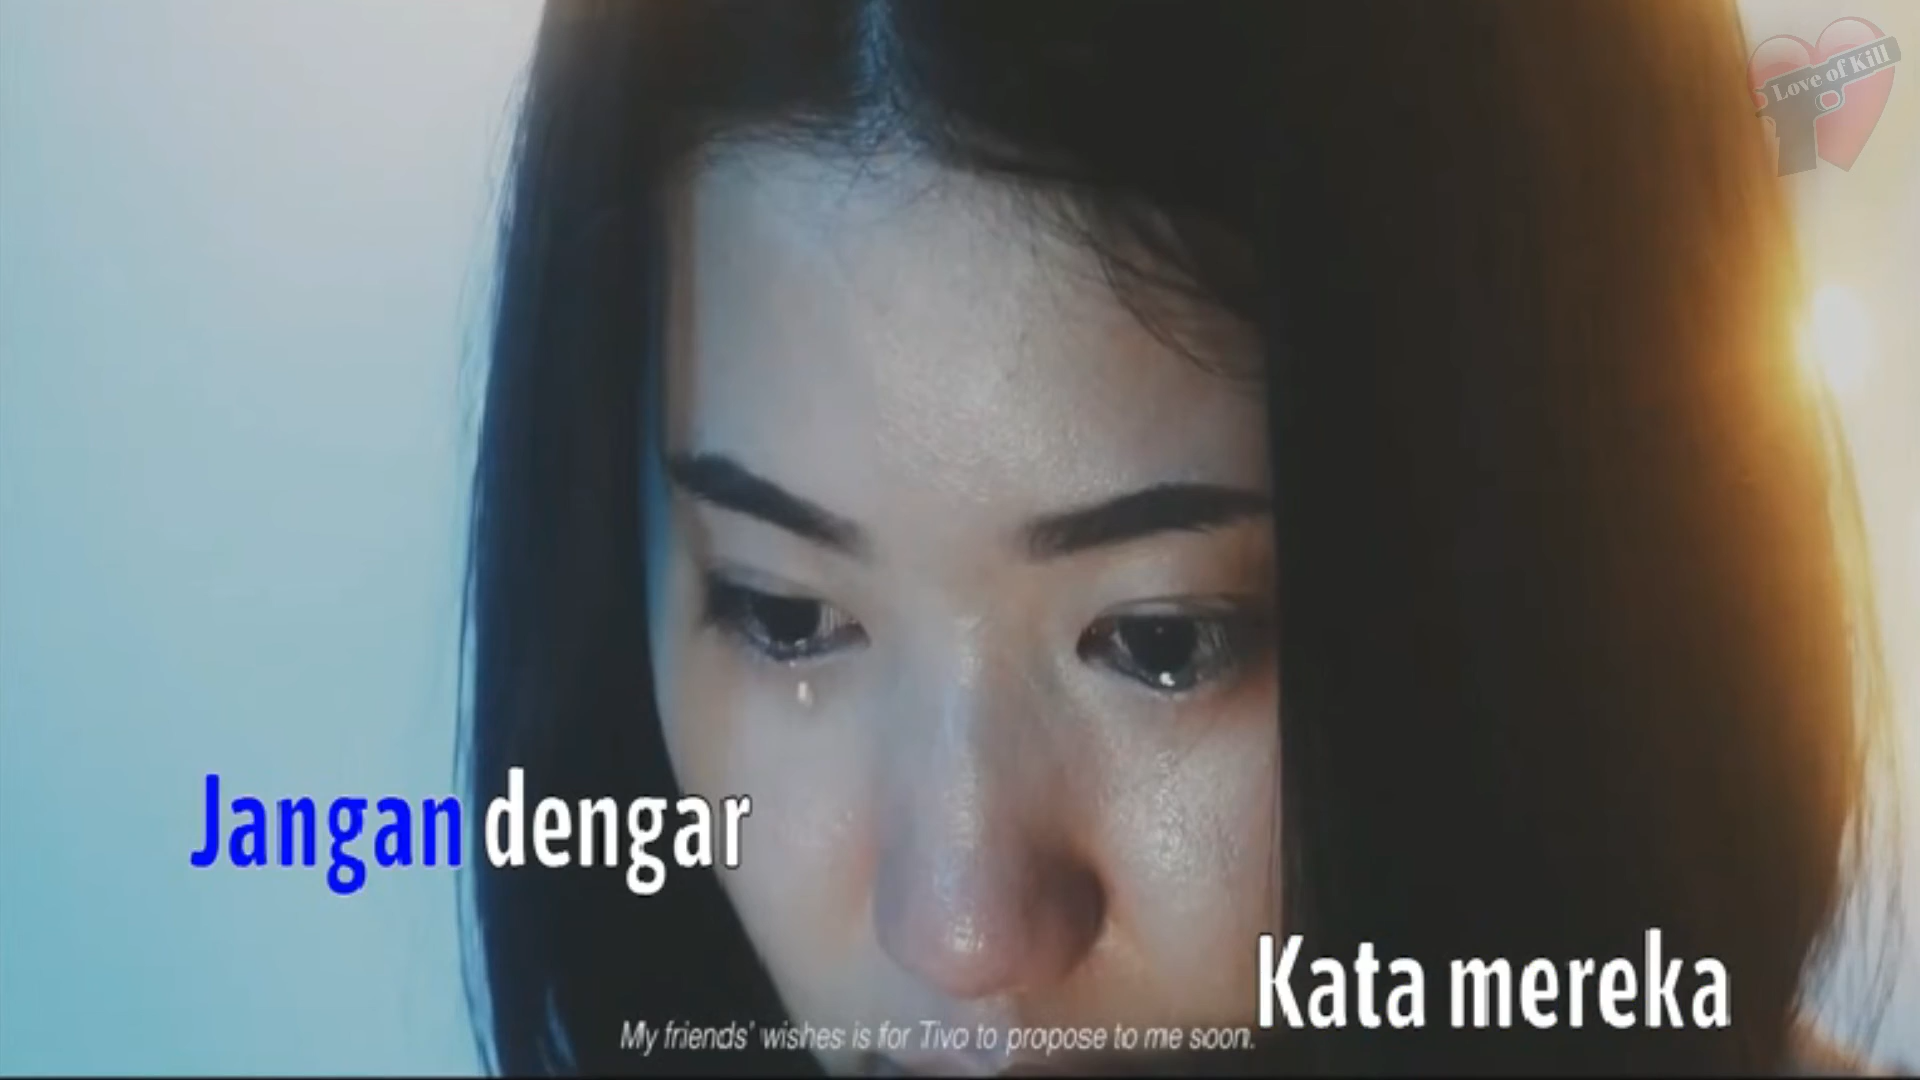 Love of Kill
Jangan dengar
Kata mereka
My friends' wishes is for Tivo to propose to me soon.